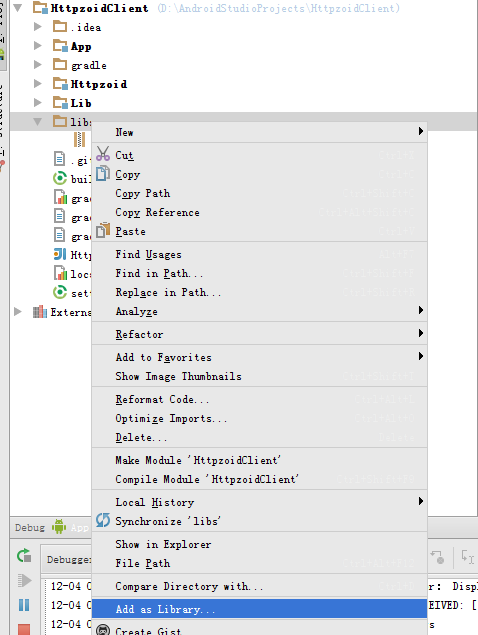 HttpzoidClient (D:\AndroidStudioProjects\HttpzoidClient)
.idea
App
gradle
Httpzoid
Lib
libs
New
Cut
.gi
Copy
bui
Copy Path
grad
Copy Reference
grad
Paste
grad
Htt
Find Usages
loca
Find in Path...
sett
Replace in Path...
Externa
Analyze
Refactor
Add to Favorites
Show Image Thumbnails
Reformat Code...
Optimize Imports...
Delete...
Make Module 'HttpzoidClient'
Compile Module 'HttpzoidClient'
Local History
Synchronize 'libs'
Debug App
Show in Explorer
Debugger
File Path
Compare Directory with...
12-04 r: Displ
Add as Library...
12-04 CEIVED: [
12-04 s
Create Gist